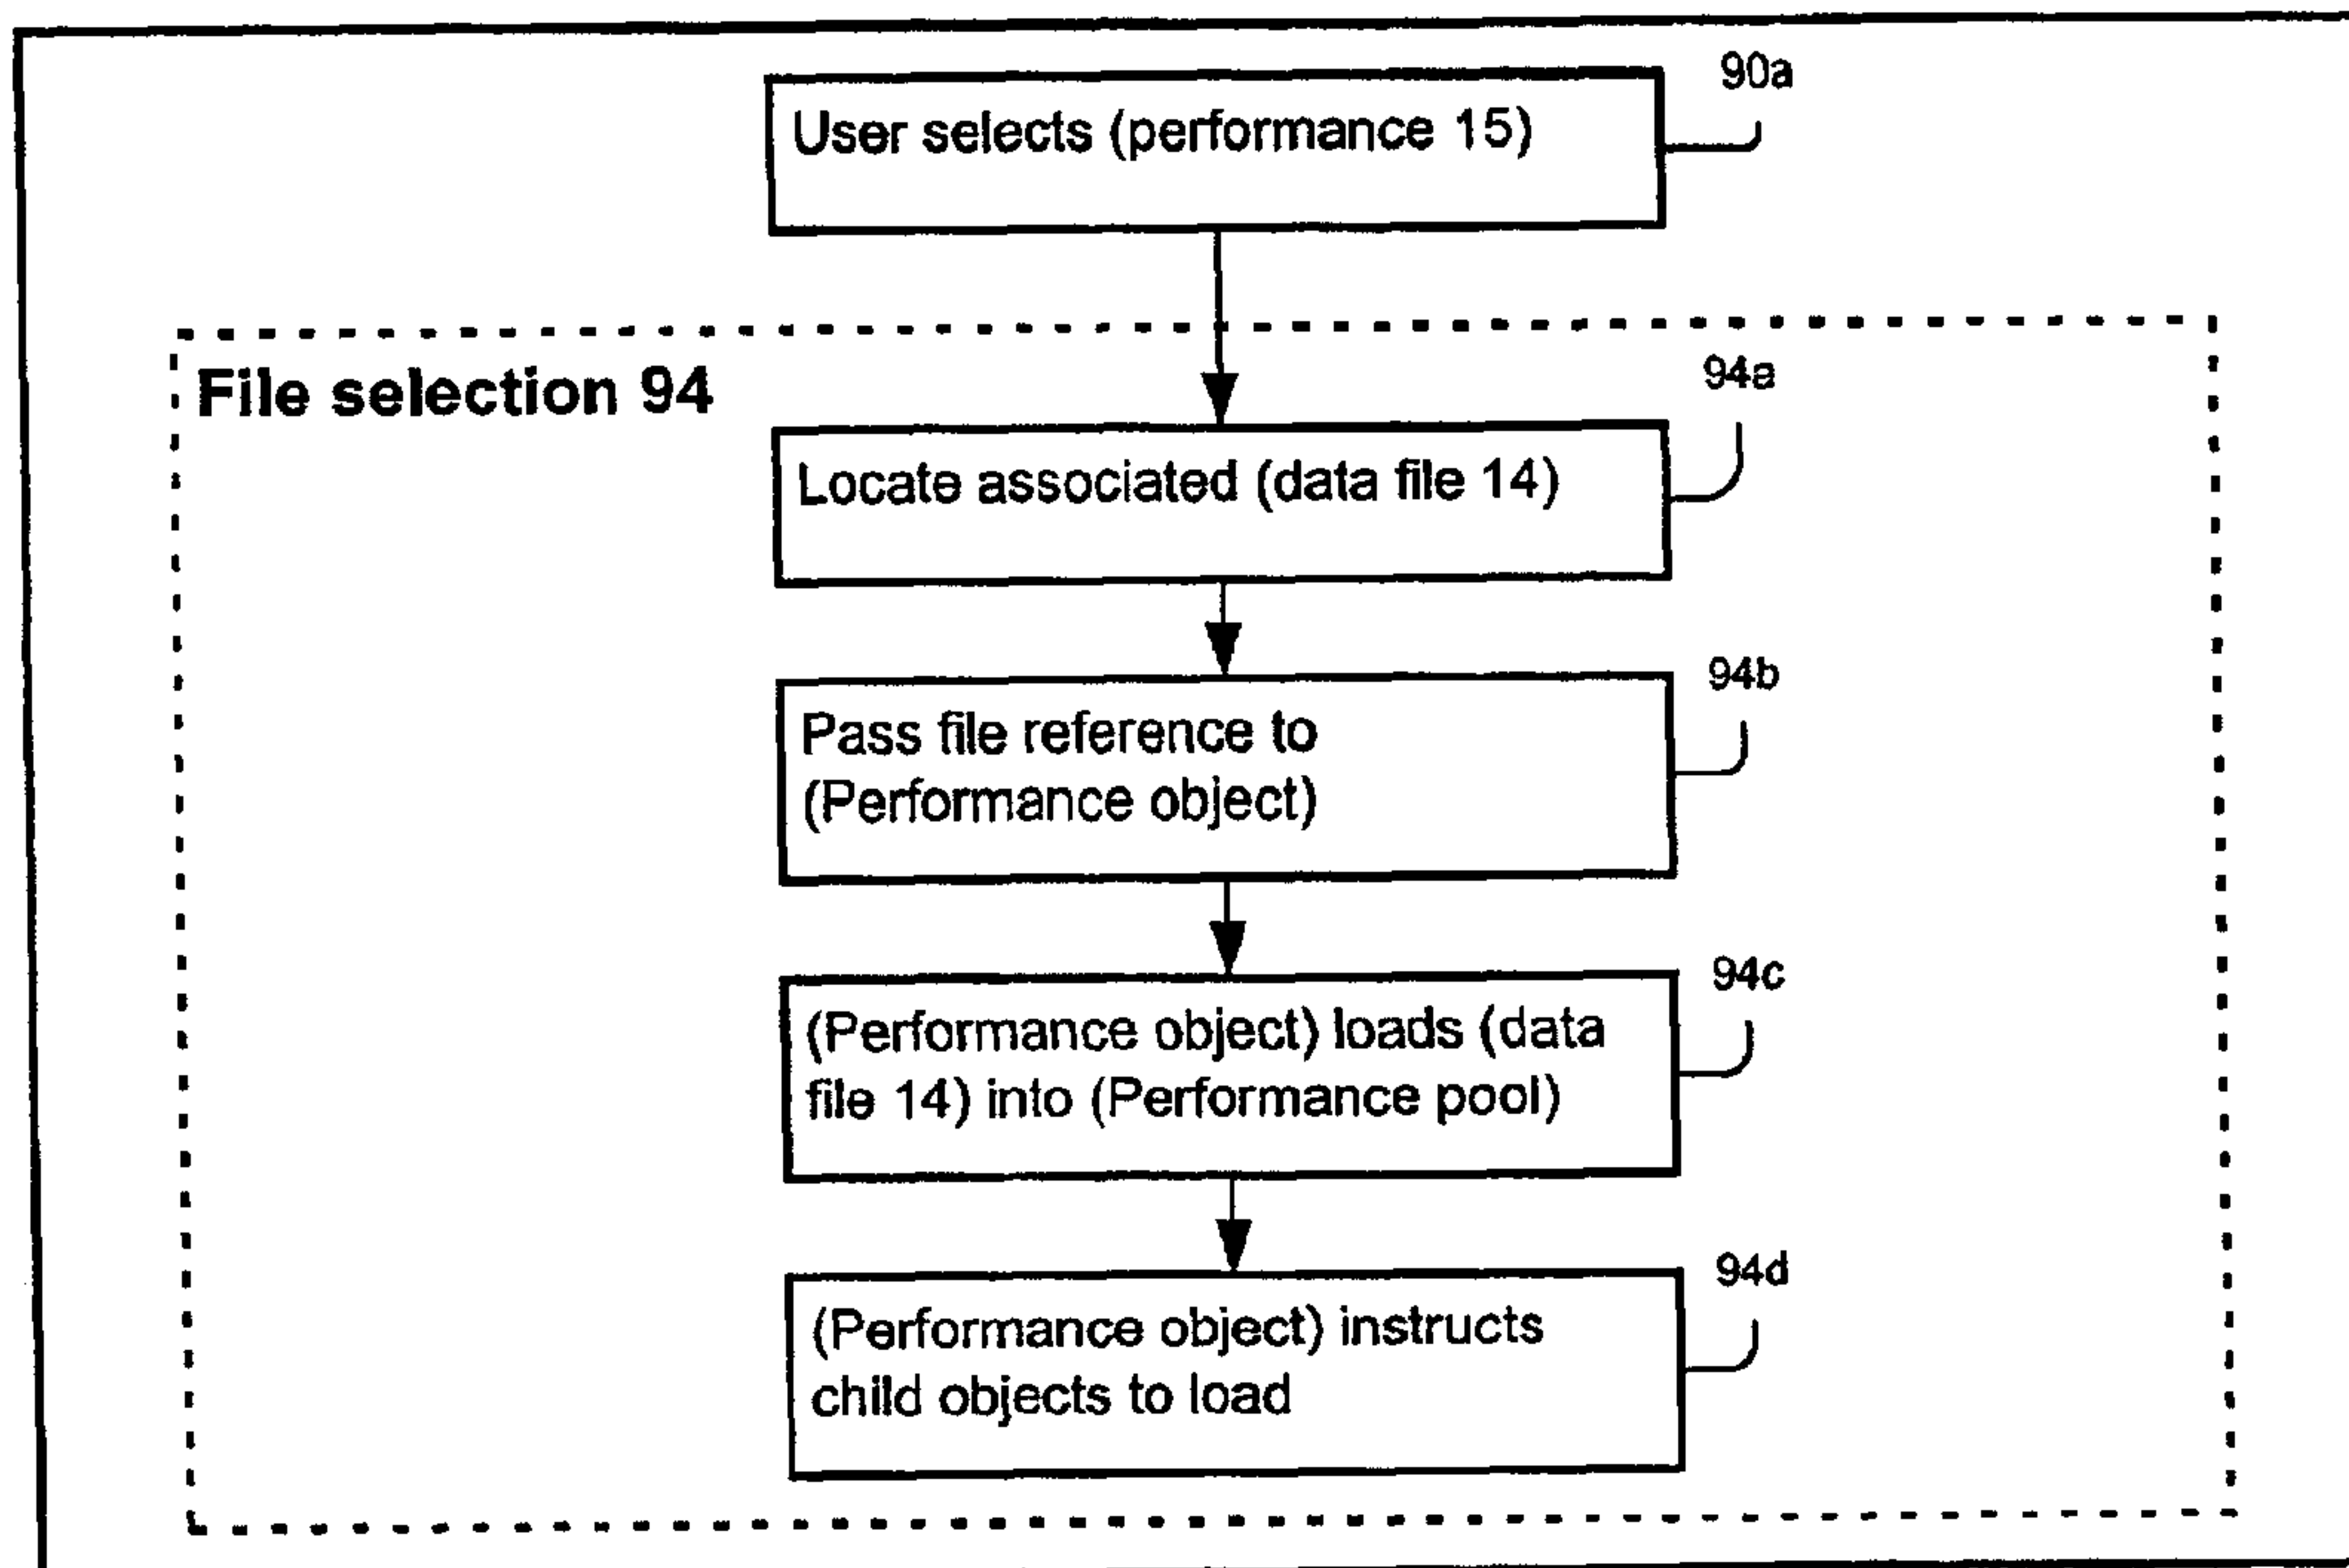 90a
User selects (performance 15)
File selection 94
94a
Locate associated (data file 14)
94b
Pass file reference to
(Performance object)
94c
(Performance object) loads (data
file 14) into (Performance pool)
94d
(Performance object) instructs
child objects to load